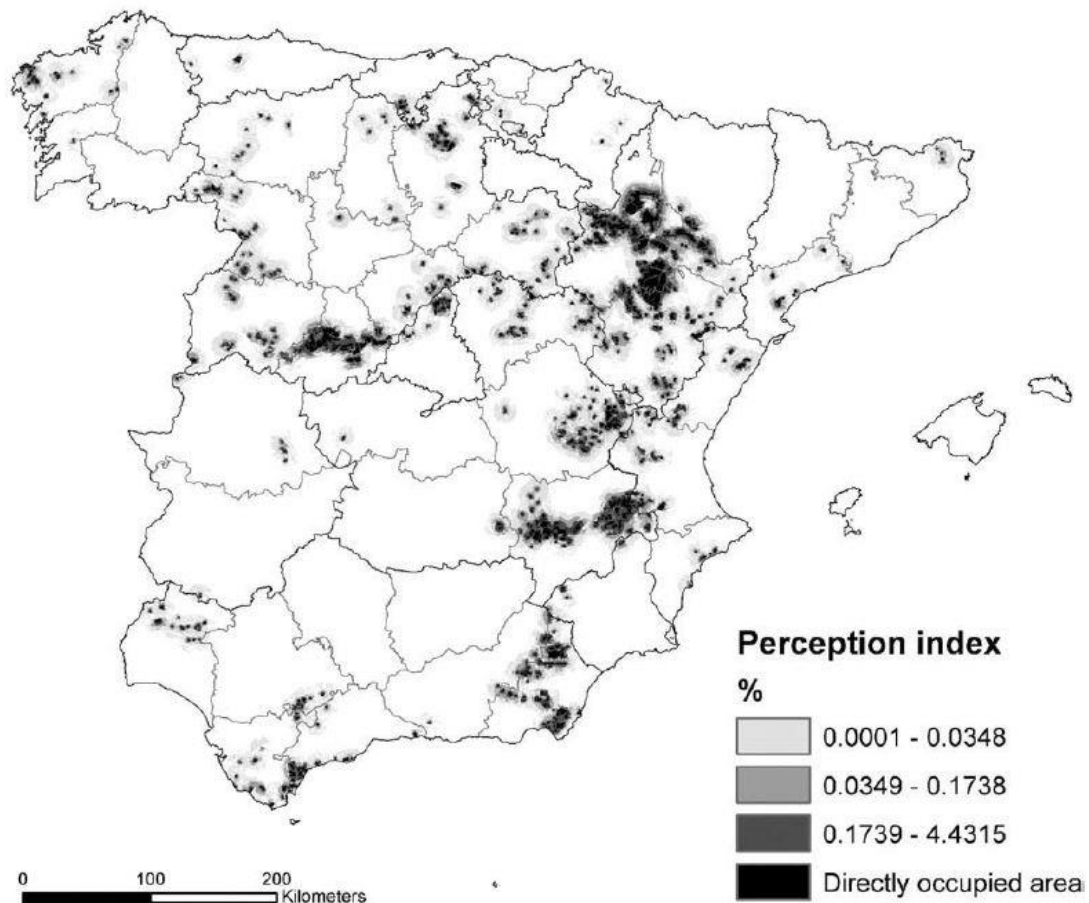 Perception index
%
0.0001 - 0.0348
0.0349 - 0.1738
0.1739 - 4.4315
Directly occupied area
0 100 200
Kilometers